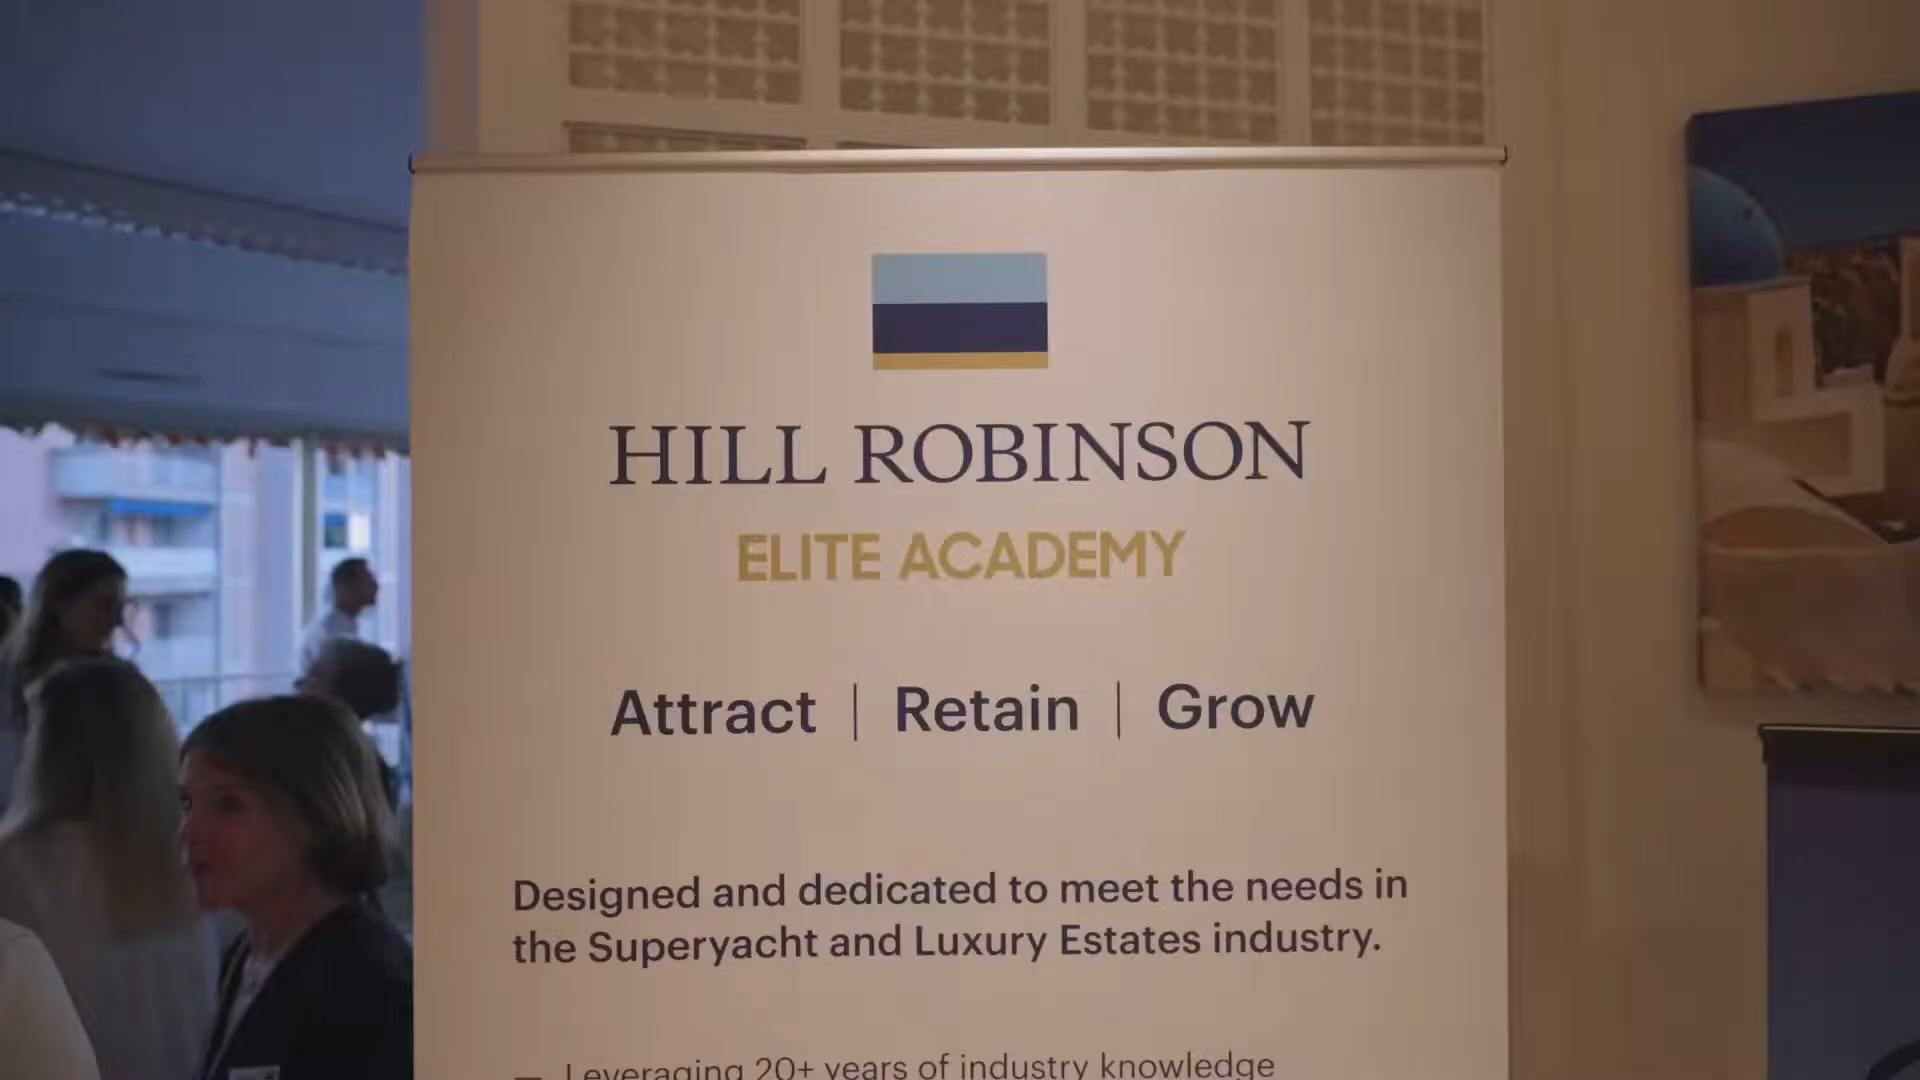 HILL ROBINSON
ELITE ACADEMY
Attract | Retain | Grow
Designed and dedicated to meet the needs in
the Superyacht and Luxury Estates industry.
— Leveraging 20+ years of industry knowledge